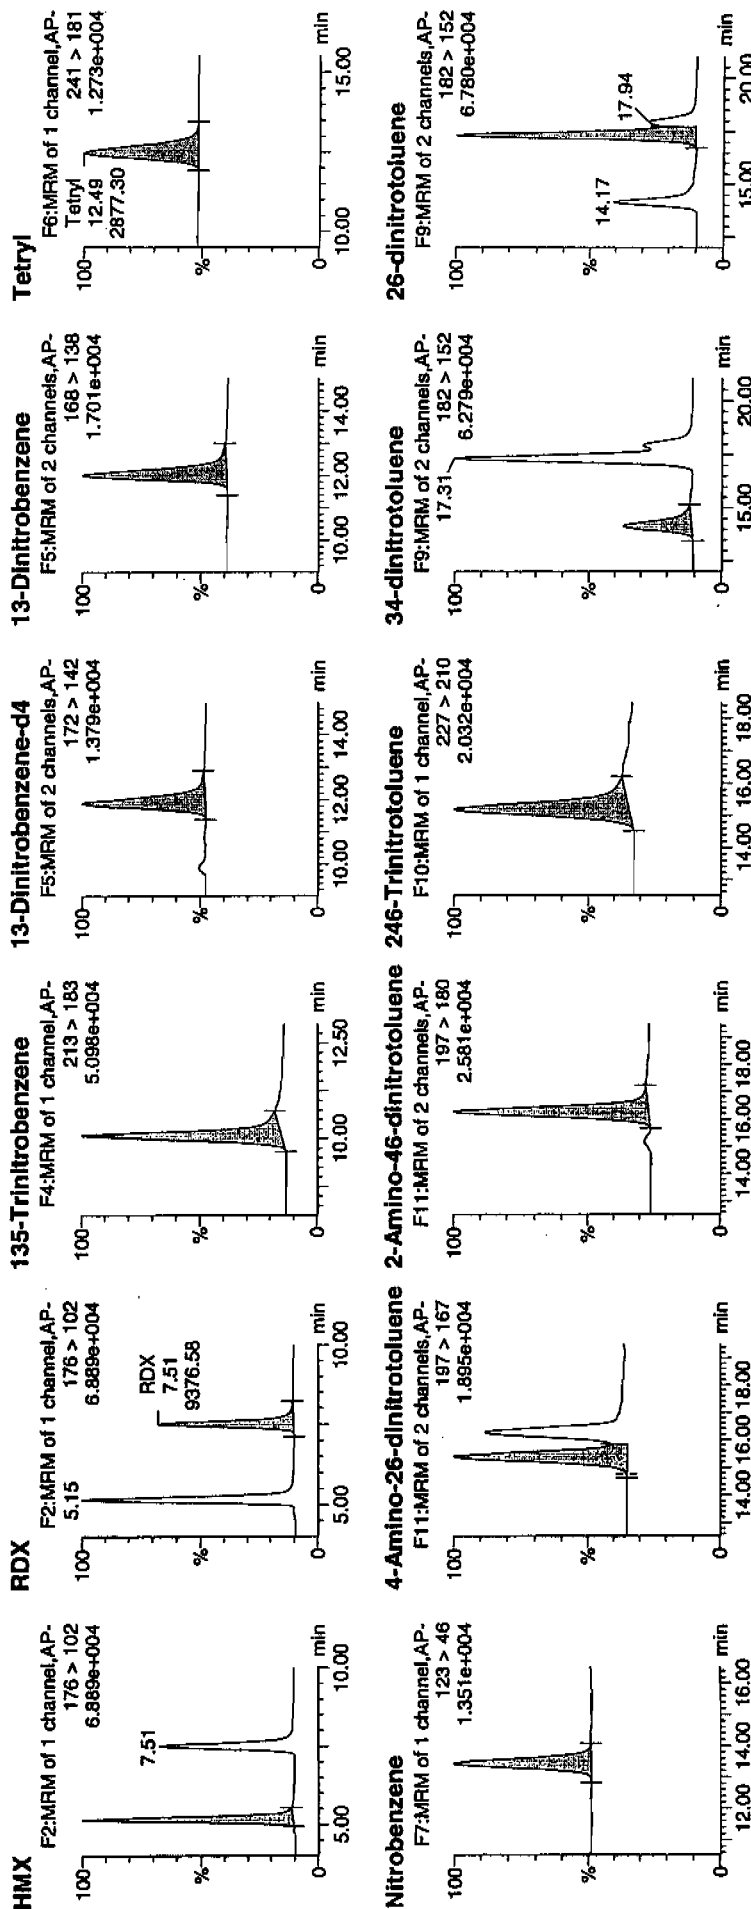 HMX
F2:MRM of 1 channel,AP-
176 > 102
6.889e+004
100
7.51
%
0
5.00
10.00
min
RDX
F2:MRM of 1 channel,AP-
176 > 102
6.889e+004
100
5.15
RDX
7.51
9376.58
%
0
5.00
10.00
min
135-Trinitrobenzene
F4:MRM of 1 channel,AP-
213 > 183
5.098e+004
100
%
0
10.00
12.50
min
13-Dinitrobenzene-d4
F5:MRM of 2 channels,AP-
172 > 142
1.379e+004
100
%
0
10.00
12.00
14.00
min
13-Dinitrobenzene
F5:MRM of 2 channels,AP-
168 > 138
1.701e+004
100
%
0
10.00
12.00
14.00
min
Tetryl
F6:MRM of 1 channel,AP-
241 > 181
1.273e+004
100
Tetryl
12.49
2877.30
%
0
10.00
15.00
min
Nitrobenzene
F7:MRM of 1 channel,AP-
123 > 46
1.351e+004
100
%
0
12.00
14.00
16.00
min
4-Amino-26-dinitrotoluene
F11:MRM of 2 channels,AP-
197 > 167
1.895e+004
100
%
0
14.00
16.00
18.00
min
2-Amino-46-dinitrotoluene
F11:MRM of 2 channels,AP-
197 > 180
2.581e+004
100
%
0
14.00
16.00
18.00
min
246-Trinitrotoluene
F10:MRM of 1 channel,AP-
227 > 210
2.032e+004
100
%
0
14.00
16.00
18.00
min
34-dinitrotoluene
F9:MRM of 2 channels,AP-
182 > 152
6.279e+004
100
17.31
%
0
15.00
20.00
min
26-dinitrotoluene
F9:MRM of 2 channels,AP-
182 > 152
6.780e+004
100
14.17
17.94
%
0
15.00
20.00
min